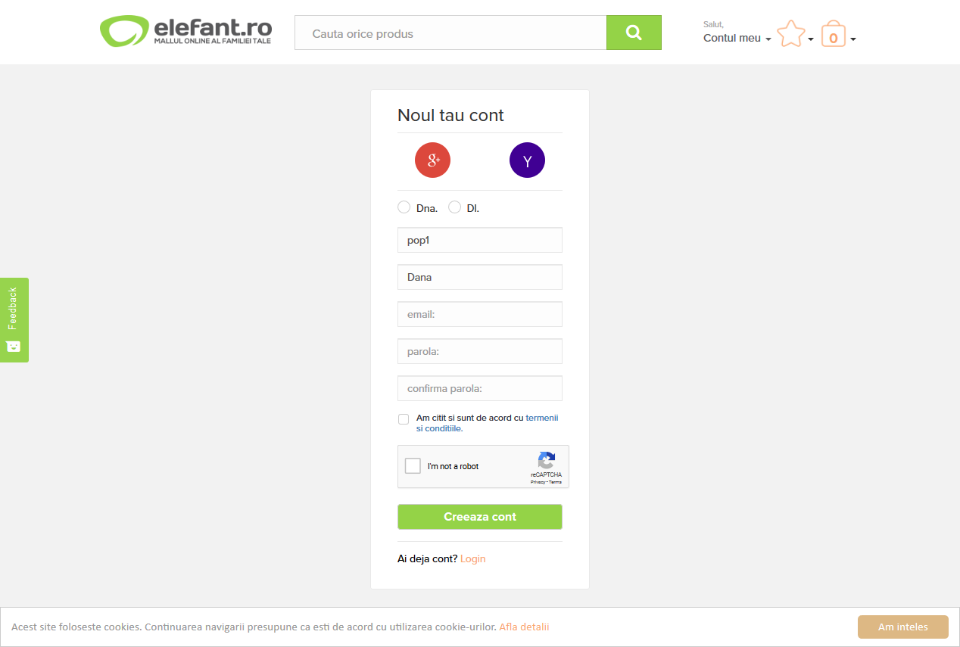 elefant.ro
MALLUL ONLINE AL FAMILIEI TALE
Cauta orice produs
Salut,
Contul meu
0
Noul tau cont
g+
Y
Dna.
Dl.
pop1
Dana
email:
parola:
confirma parola:
Am citit si sunt de acord cu termenii
si conditiile.
I'm not a robot
reCAPTCHA
Privacy - Terms
Creeaza cont
Ai deja cont? Login
Feedback
Acest site foloseste cookies. Continuarea navigarii presupune ca esti de acord cu utilizarea cookie-urilor. Afla detalii
Am inteles